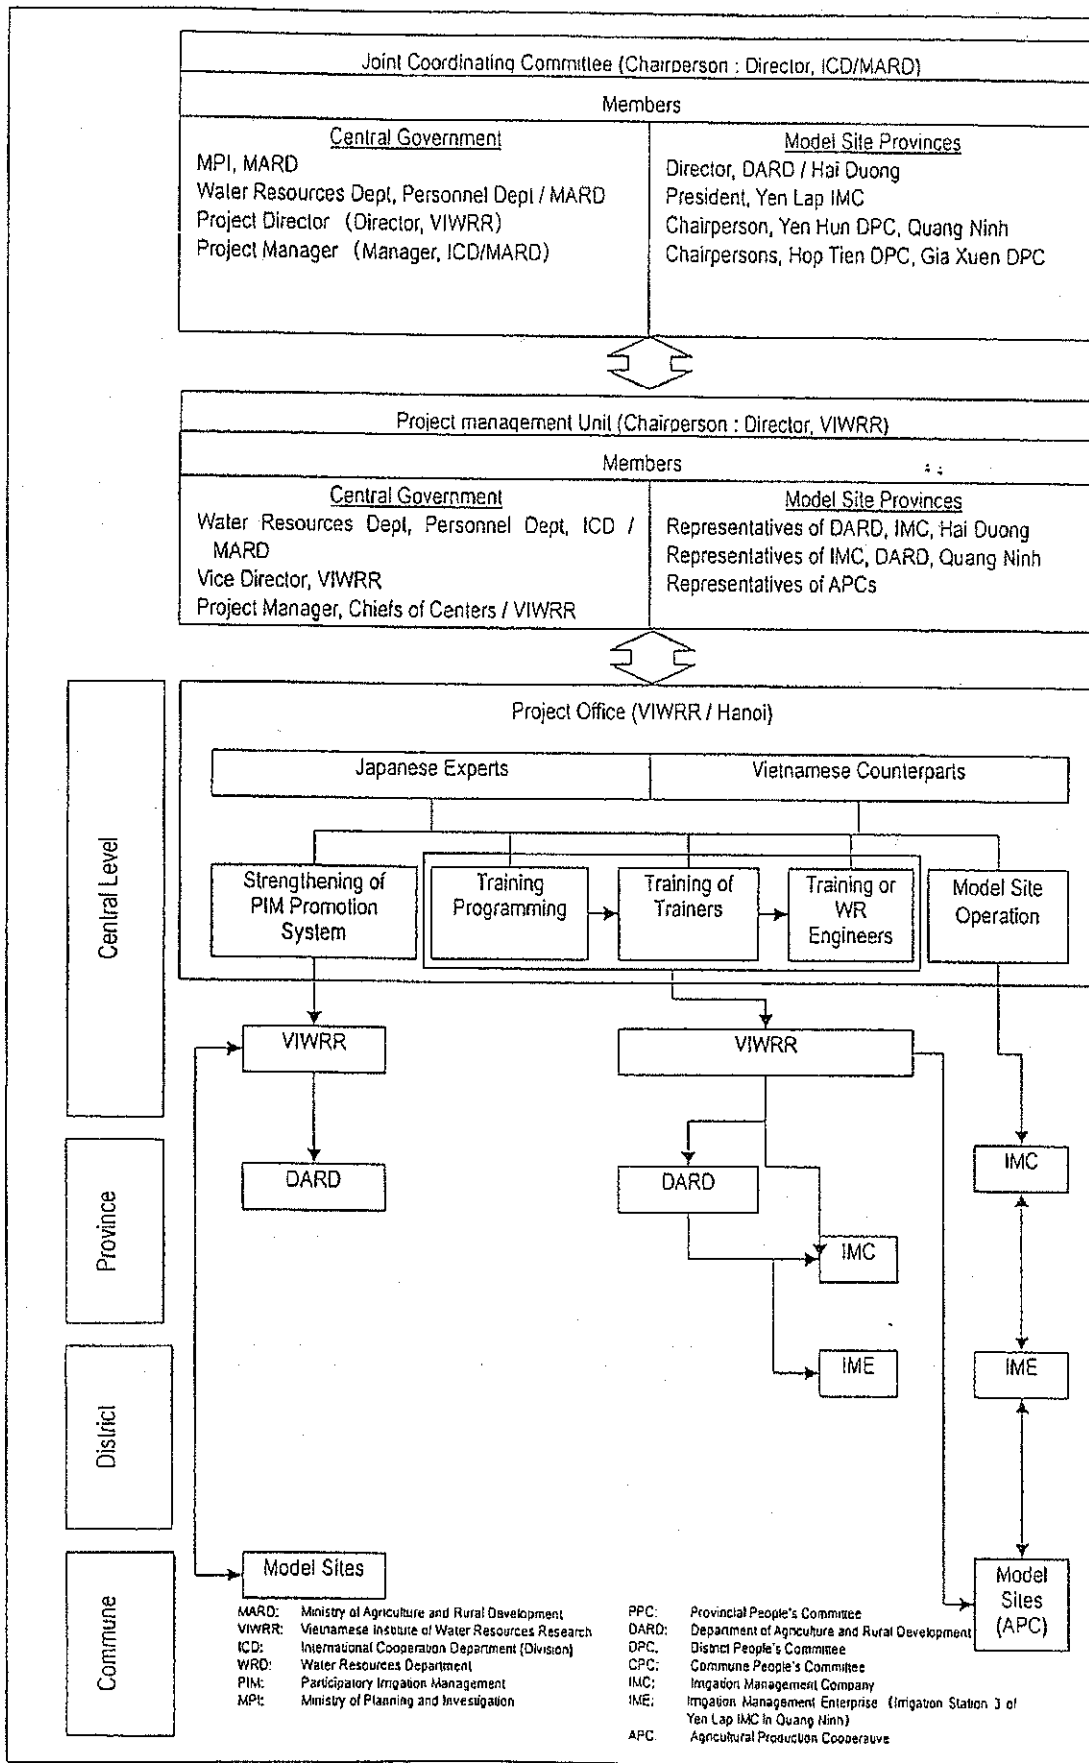 Joint Coordinating Committee (Chairperson : Director, ICD/MARD)
Members
Central Government
MPI, MARD
Water Resources Dept, Personnel Dept / MARD
Project Director (Director, VIWRR)
Project Manager (Manager, ICD/MARD)
Model Site Provinces
Director, DARD / Hai Duong
President, Yen Lap IMC
Chairperson, Yen Hun DPC, Quang Ninh
Chairpersons, Hop Tien DPC, Gia Xuen DPC
Project management Unit (Chairperson : Director, VIWRR)
Members
Central Government
Water Resources Dept, Personnel Dept, ICD /
MARD
Vice Director, VIWRR
Project Manager, Chiefs of Centers / VIWRR
Model Site Provinces
Representatives of DARD, IMC, Hai Duong
Representatives of IMC, DARD, Quang Ninh
Representatives of APCs
Central Level
Project Office (VIWRR / Hanoi)
Japanese Experts
Vietnamese Counterparts
Strengthening of
PIM Promotion
System
Training
Programming
Training of
Trainers
Training or
WR
Engineers
Model Site
Operation
VIWRR
VIWRR
Province
DARD
DARD
IMC
IMC
District
IME
IME
Commune
Model Sites
Model
Sites
(APC)
MARD: Ministry of Agriculture and Rural Development
VIWRR: Vietnamese Institute of Water Resources Research
ICD: International Cooperation Department (Division)
WRD: Water Resources Department
PIM: Participatory Irrigation Management
MPI: Ministry of Planning and Investigation
PPC: Provincial People's Committee
DARD: Department of Agriculture and Rural Development
DPC: District People's Committee
CPC: Commune People's Committee
IMC: Irrigation Management Company
IME: Irrigation Management Enterprise (Irrigation Station 3 of
Yen Lap IMC in Quang Ninh)
APC: Agricultural Production Cooperative